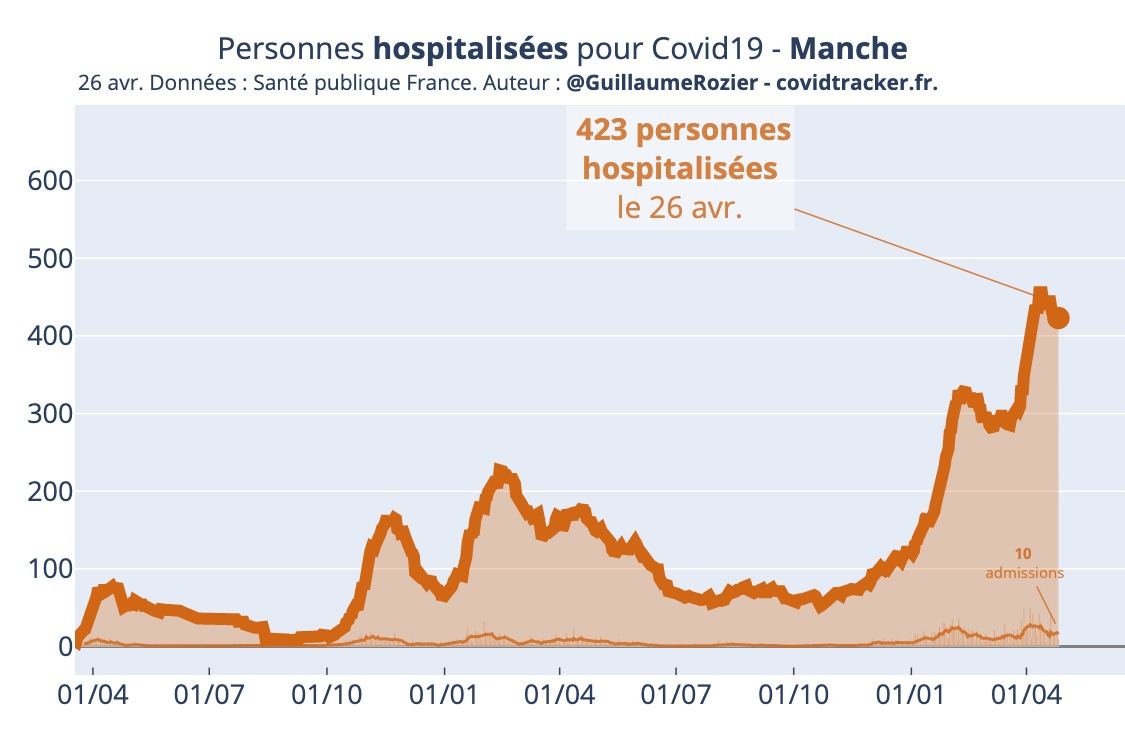 Personnes hospitalisées pour Covid19 - Manche
26 avr. Données : Santé publique France. Auteur : @GuillaumeRozier - covidtracker.fr.
423 personnes
hospitalisées
le 26 avr.
600
500
400
300
200
100
0
10
admissions
01/04
01/07
01/10
01/01
01/04
01/07
01/10
01/01
01/04